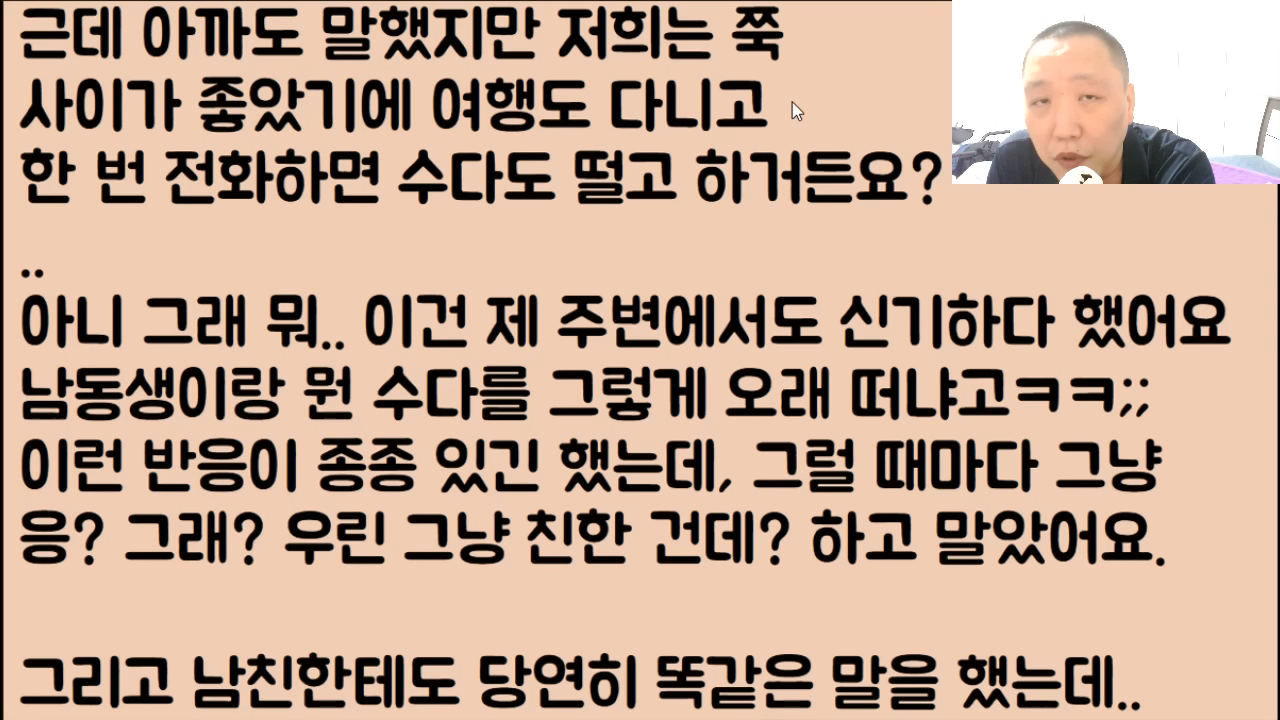 근데 아까도 말했지만 저희는 쭉
사이가 좋았기에 여행도 다니고
한 번 전화하면 수다도 떨고 하거든요?
..
아니 그래 뭐.. 이건 제 주변에서도 신기하다 했어요
남동생이랑 뭔 수다를 그렇게 오래 떠냐고ㅋㅋ;;
이런 반응이 종종 있긴 했는데, 그럴 때마다 그냥
응? 그래? 우린 그냥 친한 건데? 하고 말았어요.
그리고 남친한테도 당연히 똑같은 말을 했는데..